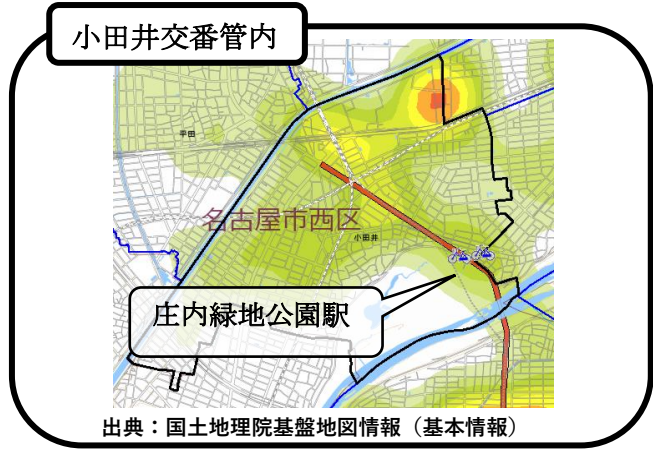 小田井交番管内
平田
名古屋市西区
小田井
庄内緑地公園駅
出典：国土地理院基盤地図情報（基本情報）